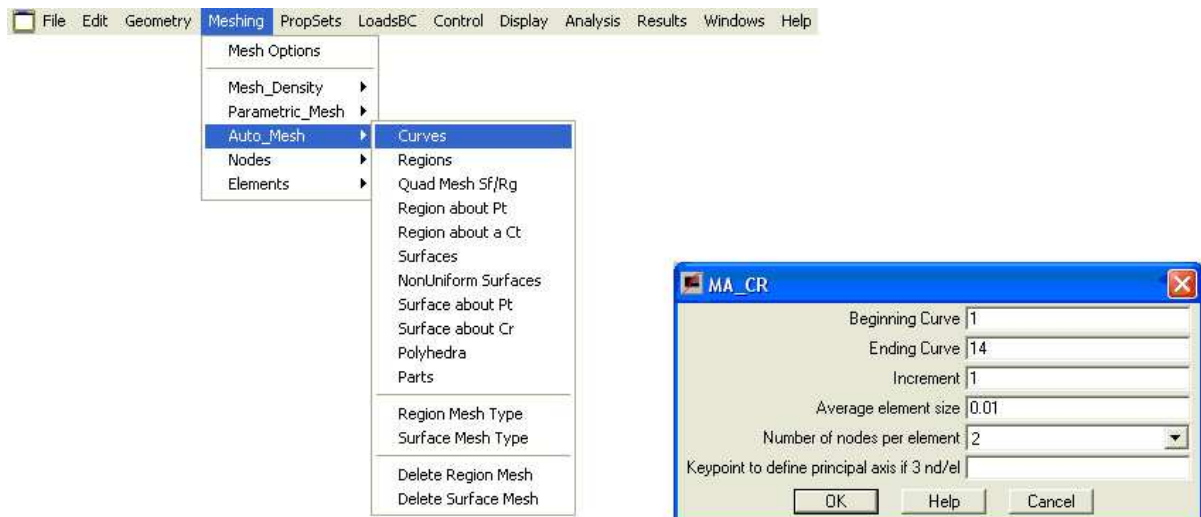 File Edit Geometry Meshing PropSets LoadsBC Control Display Analysis Results Windows Help
Mesh Options
Mesh_Density
Parametric_Mesh
Auto_Mesh
Nodes
Elements
Curves
Regions
Quad Mesh Sf/Rg
Region about Pt
Region about a Ct
Surfaces
NonUniform Surfaces
Surface about Pt
Surface about Cr
Polyhedra
Parts
Region Mesh Type
Surface Mesh Type
Delete Region Mesh
Delete Surface Mesh
MA_CR
Beginning Curve 1
Ending Curve 14
Increment 1
Average element size 0.01
Number of nodes per element 2
Keypoint to define principal axis if 3 nd/el
OK Help Cancel